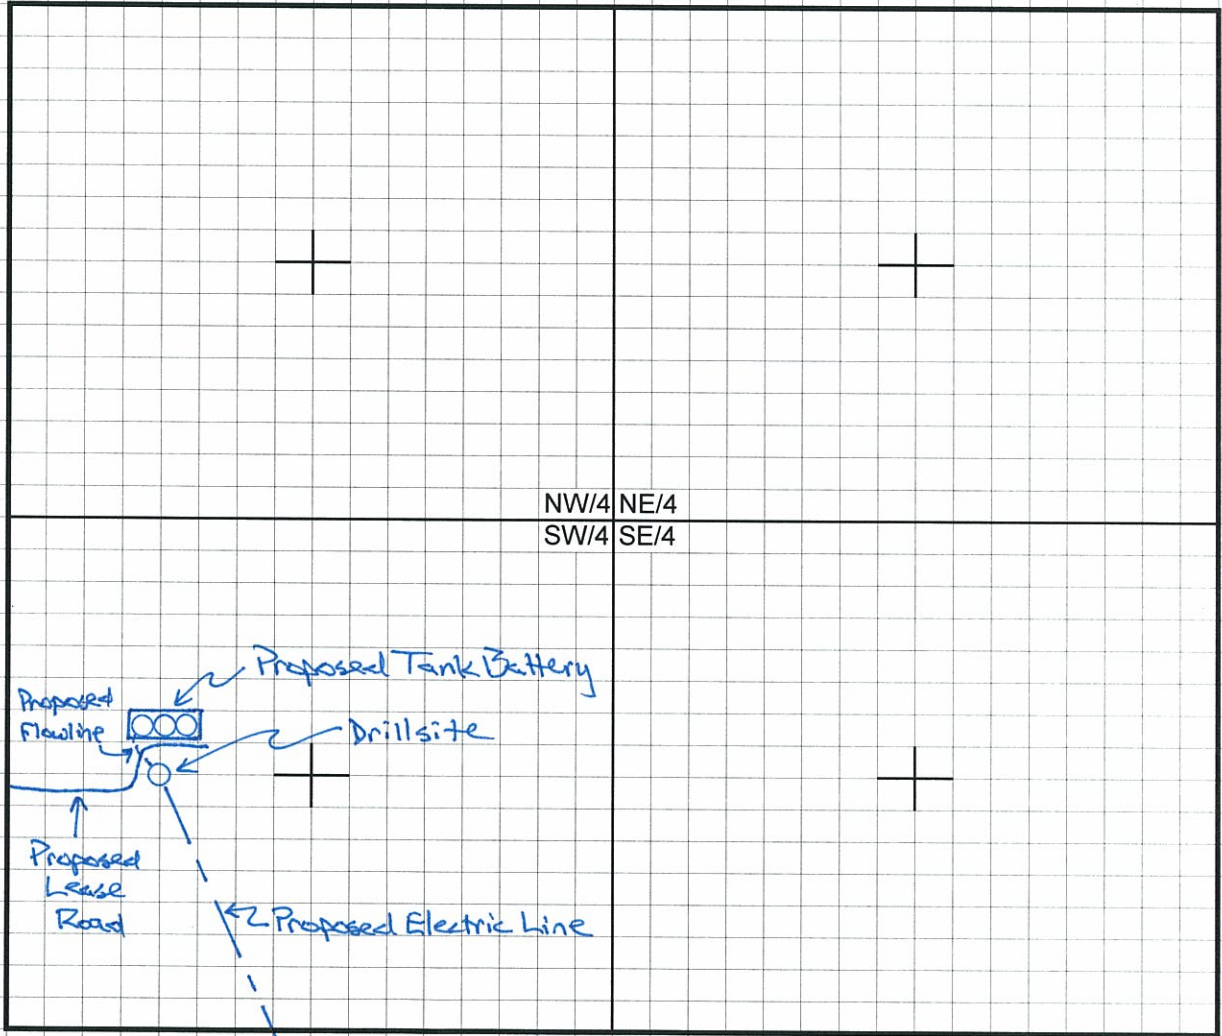 NW/4 NE/4
SW/4 SE/4
Proposed Tank Battery
Proposed
Flowline
Drillsite
Proposed
Lease
Road
Proposed Electric Line